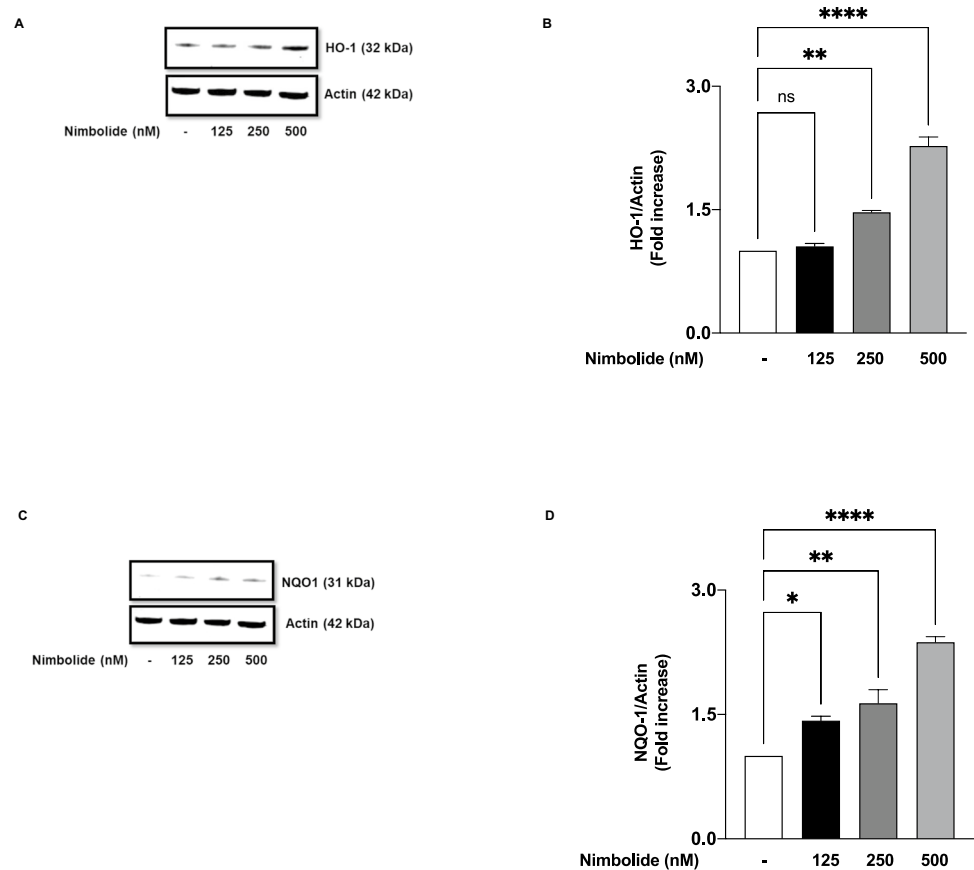 A
HO-1 (32 kDa)
Actin (42 kDa)
Nimbolide (nM) - 125 250 500
B
****
**
ns
3.0
1.5
0.0
HO-1/Actin
(Fold increase)
Nimbolide (nM) - 125 250 500
C
NQO1 (31 kDa)
Actin (42 kDa)
Nimbolide (nM) - 125 250 500
D
****
**
*
3.0
1.5
0.0
NQO-1/Actin
(Fold increase)
Nimbolide (nM) - 125 250 500